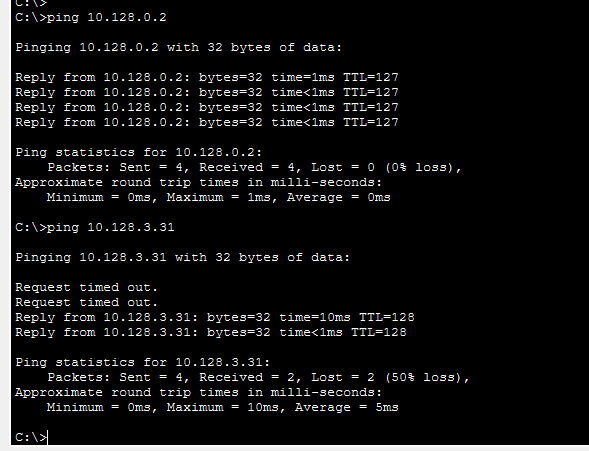 C:\>
C:\>ping 10.128.0.2
Pinging 10.128.0.2 with 32 bytes of data:
Reply from 10.128.0.2: bytes=32 time=1ms TTL=127
Reply from 10.128.0.2: bytes=32 time<1ms TTL=127
Reply from 10.128.0.2: bytes=32 time<1ms TTL=127
Reply from 10.128.0.2: bytes=32 time<1ms TTL=127
Ping statistics for 10.128.0.2:
Packets: Sent = 4, Received = 4, Lost = 0 (0% loss),
Approximate round trip times in milli-seconds:
Minimum = 0ms, Maximum = 1ms, Average = 0ms
C:\>ping 10.128.3.31
Pinging 10.128.3.31 with 32 bytes of data:
Request timed out.
Request timed out.
Reply from 10.128.3.31: bytes=32 time=10ms TTL=128
Reply from 10.128.3.31: bytes=32 time<1ms TTL=128
Ping statistics for 10.128.3.31:
Packets: Sent = 4, Received = 2, Lost = 2 (50% loss),
Approximate round trip times in milli-seconds:
Minimum = 0ms, Maximum = 10ms, Average = 5ms
C:\>